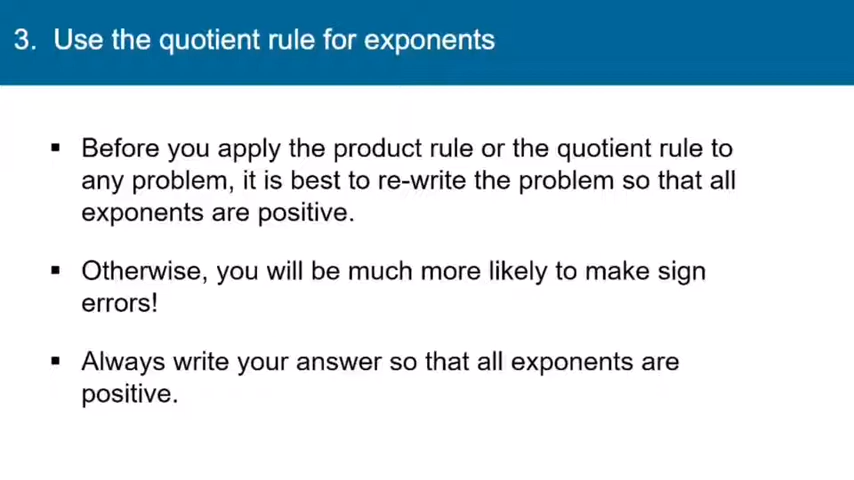 3. Use the quotient rule for exponents
▪ Before you apply the product rule or the quotient rule to
any problem, it is best to re-write the problem so that all
exponents are positive.
▪ Otherwise, you will be much more likely to make sign
errors!
▪ Always write your answer so that all exponents are
positive.